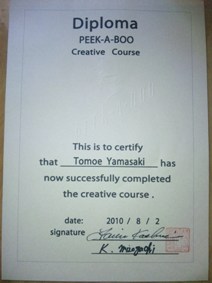 Diploma
PEEK-A-BOO
Creative Course
This is to certify
that Tomoe Yamasaki has
now successfully completed
the creative course.
date: 2010 / 8 / 2
signature
K.